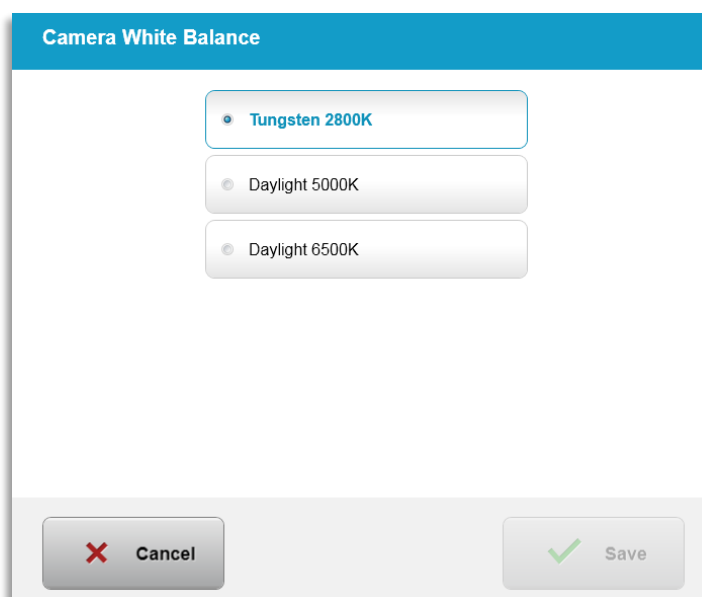 Camera White Balance
Tungsten 2800K
Daylight 5000K
Daylight 6500K
Cancel
Save